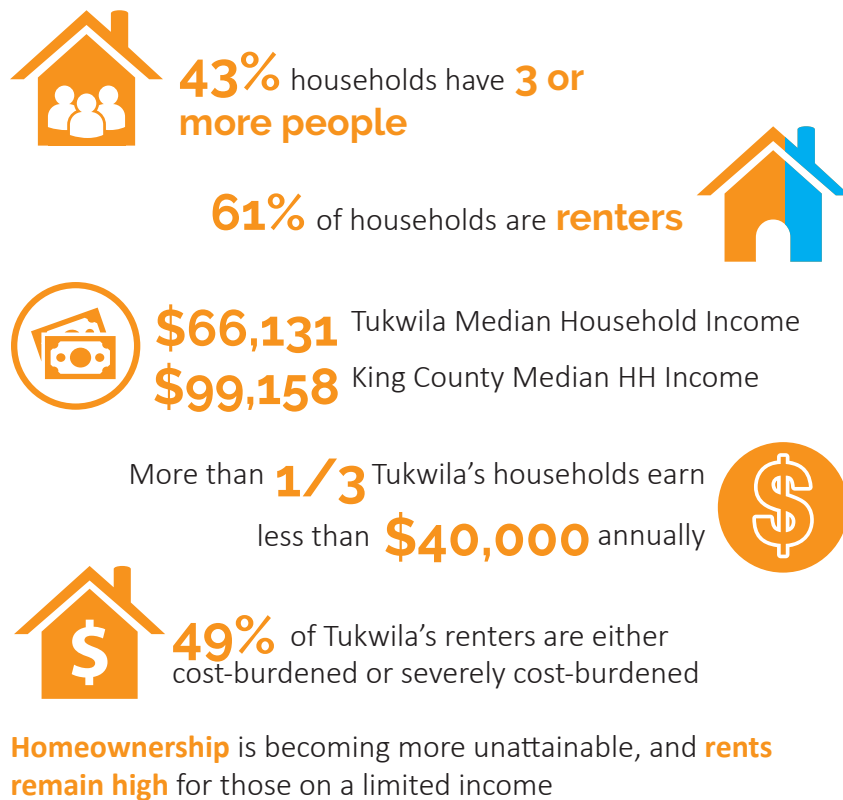 43% households have 3 or
more people
61% of households are renters
$66,131 Tukwila Median Household Income
$99,158 King County Median HH Income
More than 1/3 Tukwila’s households earn
less than $40,000 annually
$
$
49% of Tukwila’s renters are either
cost-burdened or severely cost-burdened
Homeownership is becoming more unattainable, and rents
remain high for those on a limited income